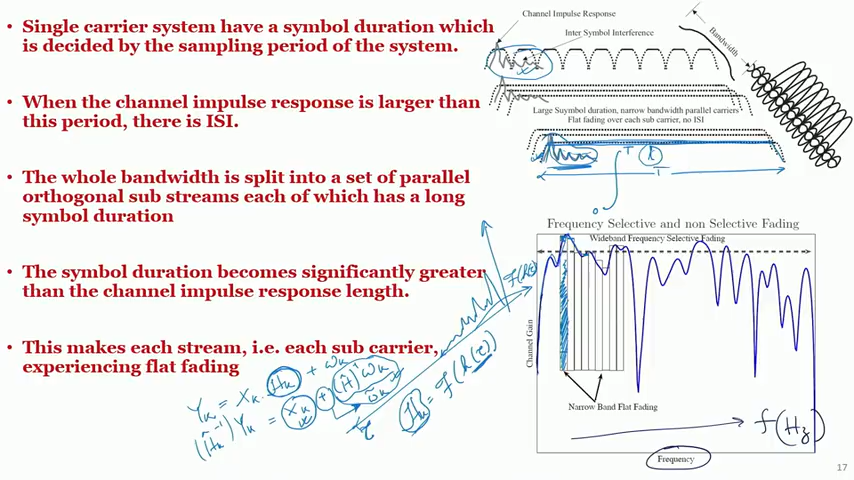 • Single carrier system have a symbol duration which
is decided by the sampling period of the system.
• When the channel impulse response is larger than
this period, there is ISI.
• The whole bandwidth is split into a set of parallel
orthogonal sub streams each of which has a long
symbol duration
• The symbol duration becomes significantly greater
than the channel impulse response length.
• This makes each stream, i.e. each sub carrier,
experiencing flat fading
Channel Impulse Response
Inter Symbol Interference
Bandwidth
Large Suymbol duration, narrow bandwidth parallel carriers
Flat fading over each sub carrier, no ISI
T
0
T
Frequency Selective and non Selective Fading
Wideband Frequency Selective Fading
Channel Gain
Narrow Band Flat Fading
f(Hz)
Frequency
Yₖ = Xₖ · Hₖ + ωₖ
17